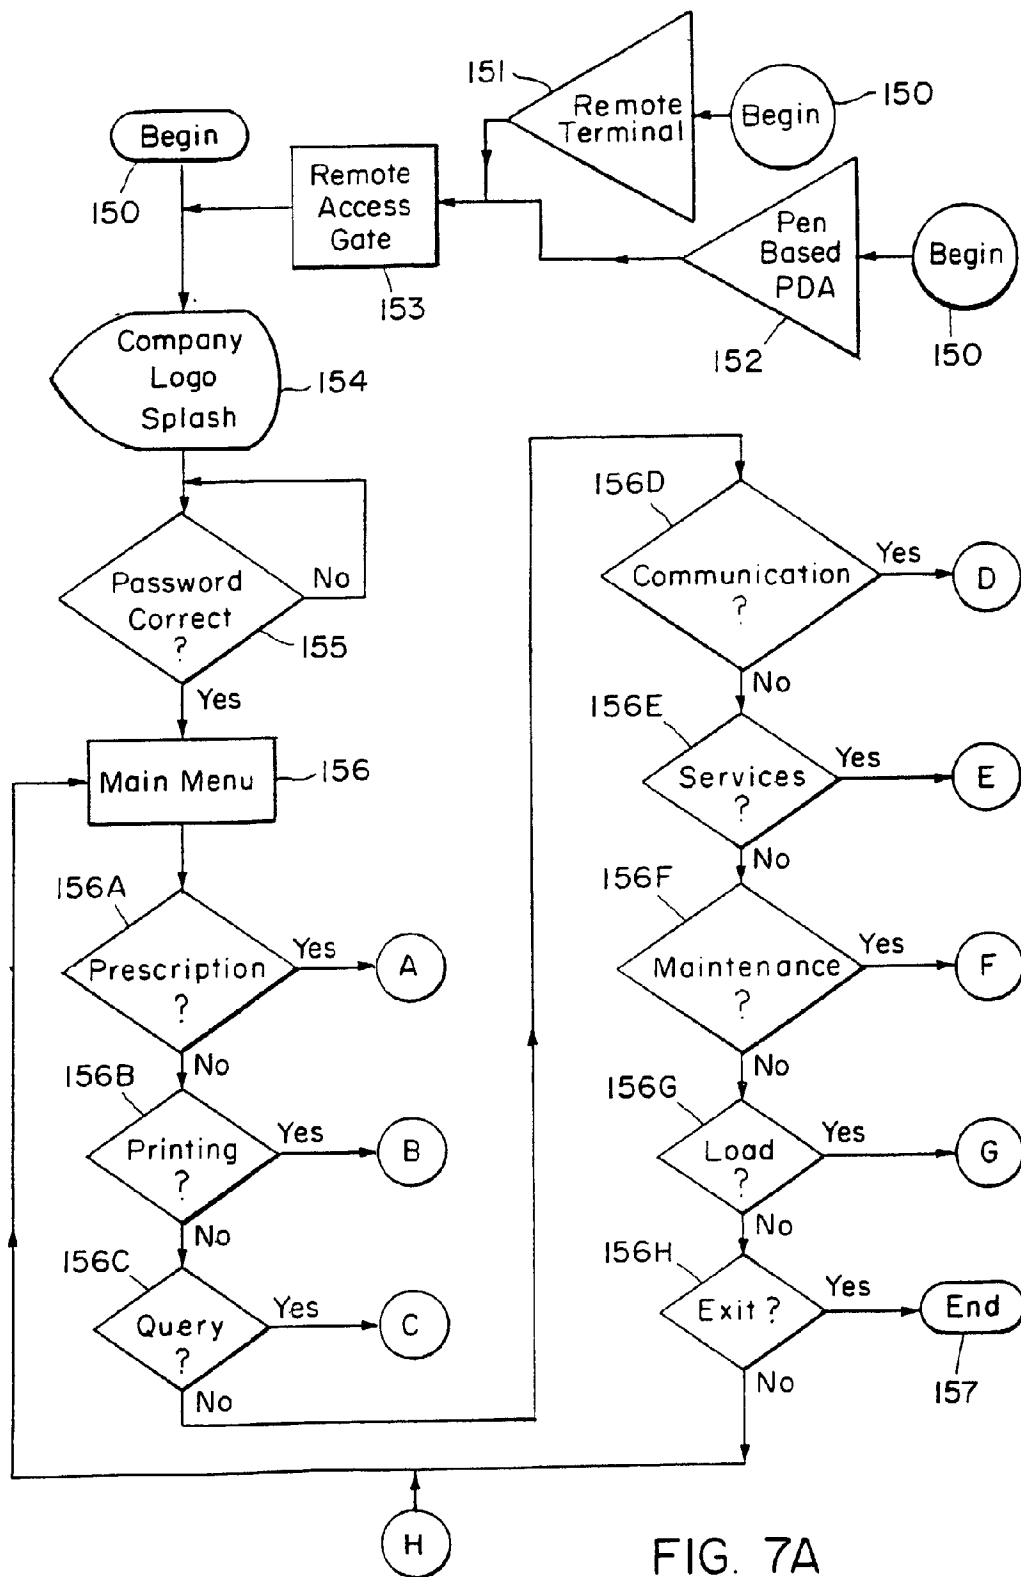 151
Remote
Terminal
150
Begin
Begin
150
Remote
Access
Gate
153
Pen
Based
PDA
152
Begin
150
Company
Logo
Splash
154
Password
Correct
?
155
No
Yes
Main Menu
156
156A
Prescription
?
Yes
A
No
156B
Printing
?
Yes
B
No
156C
Query
?
Yes
C
No
156D
Communication
?
Yes
D
No
156E
Services
?
Yes
E
No
156F
Maintenance
?
Yes
F
No
156G
Load
?
Yes
G
No
156H
Exit ?
Yes
End
157
No
H
FIG. 7A